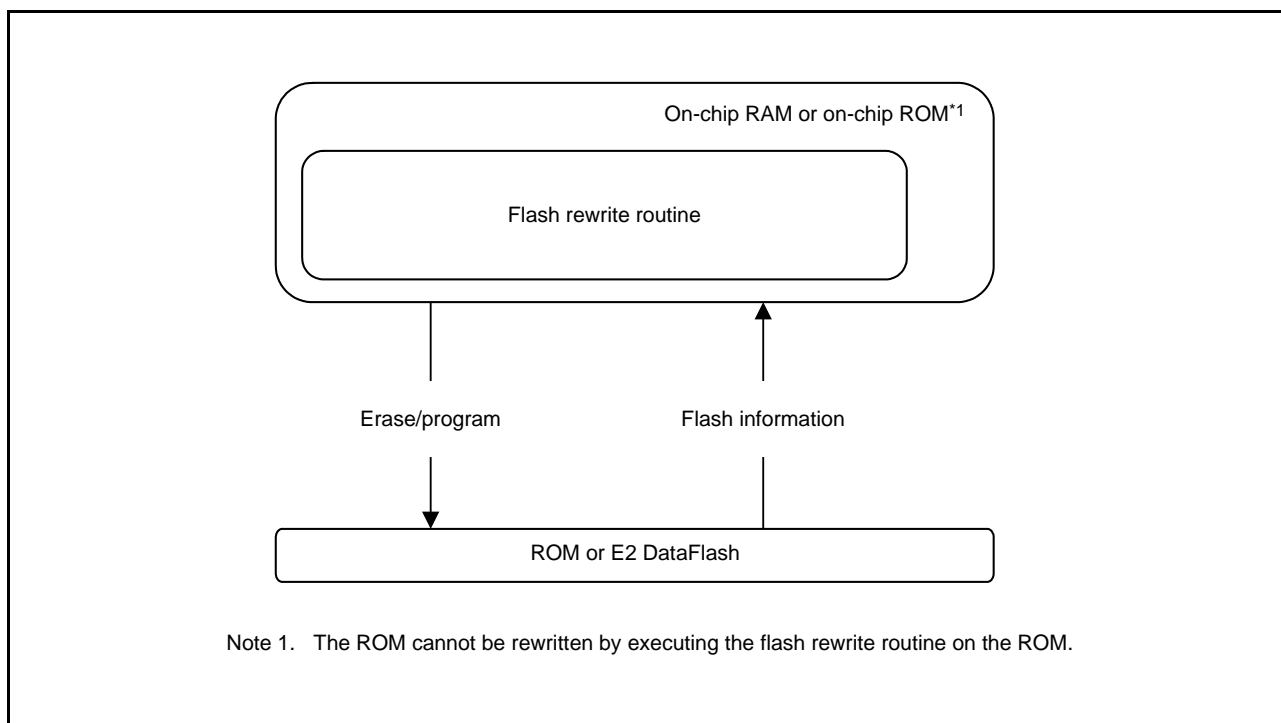 On-chip RAM or on-chip ROM*1
Flash rewrite routine
Erase/program
Flash information
ROM or E2 DataFlash
Note 1. The ROM cannot be rewritten by executing the flash rewrite routine on the ROM.